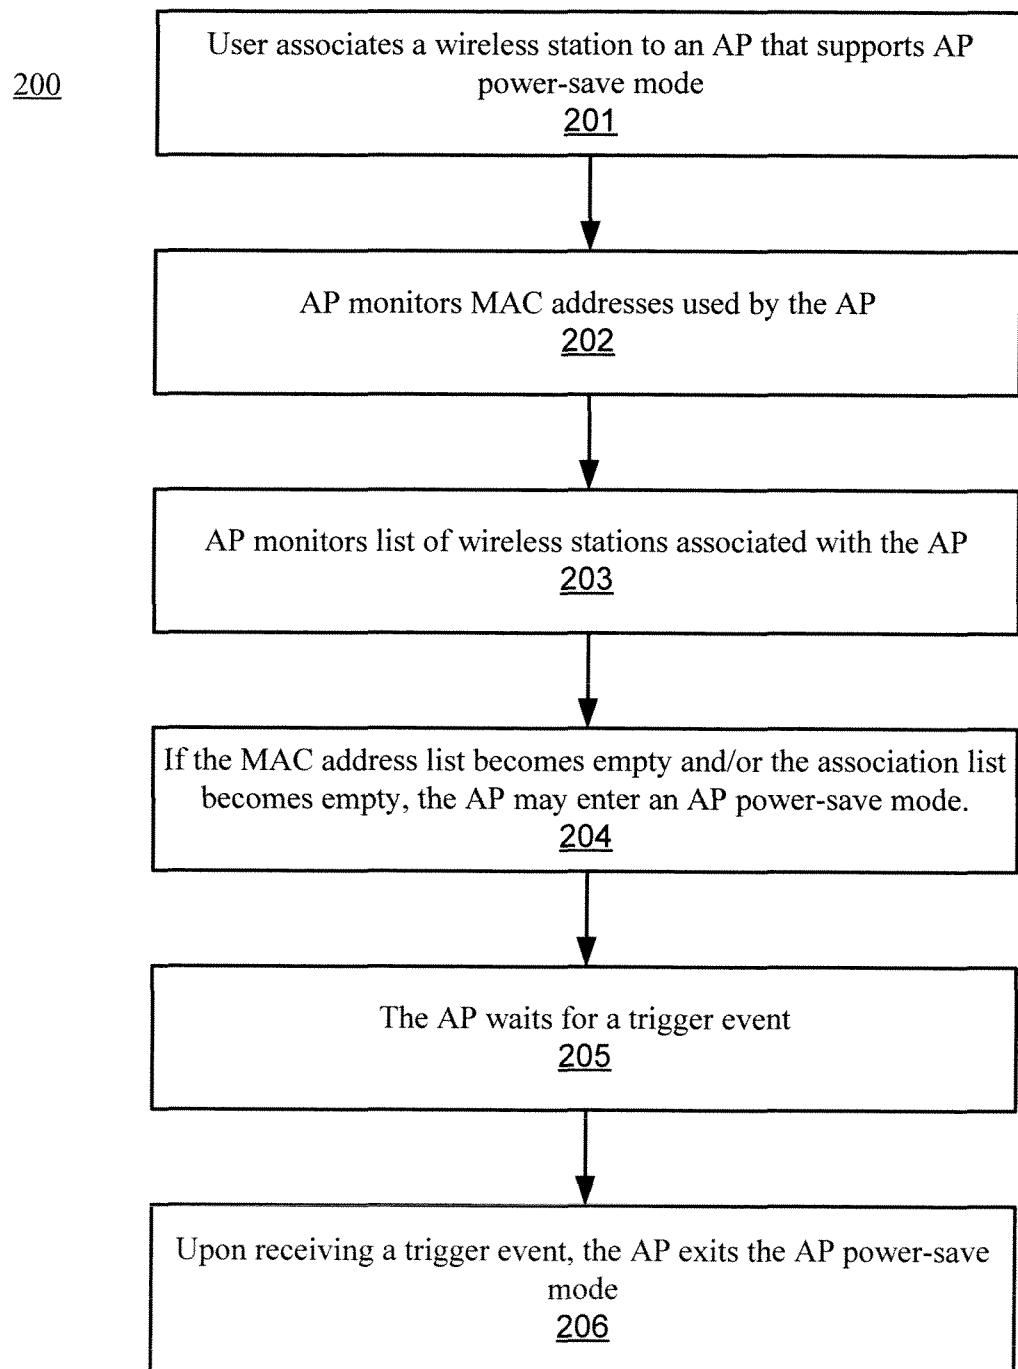 200
User associates a wireless station to an AP that supports AP
power-save mode
201
AP monitors MAC addresses used by the AP
202
AP monitors list of wireless stations associated with the AP
203
If the MAC address list becomes empty and/or the association list
becomes empty, the AP may enter an AP power-save mode.
204
The AP waits for a trigger event
205
Upon receiving a trigger event, the AP exits the AP power-save
mode
206